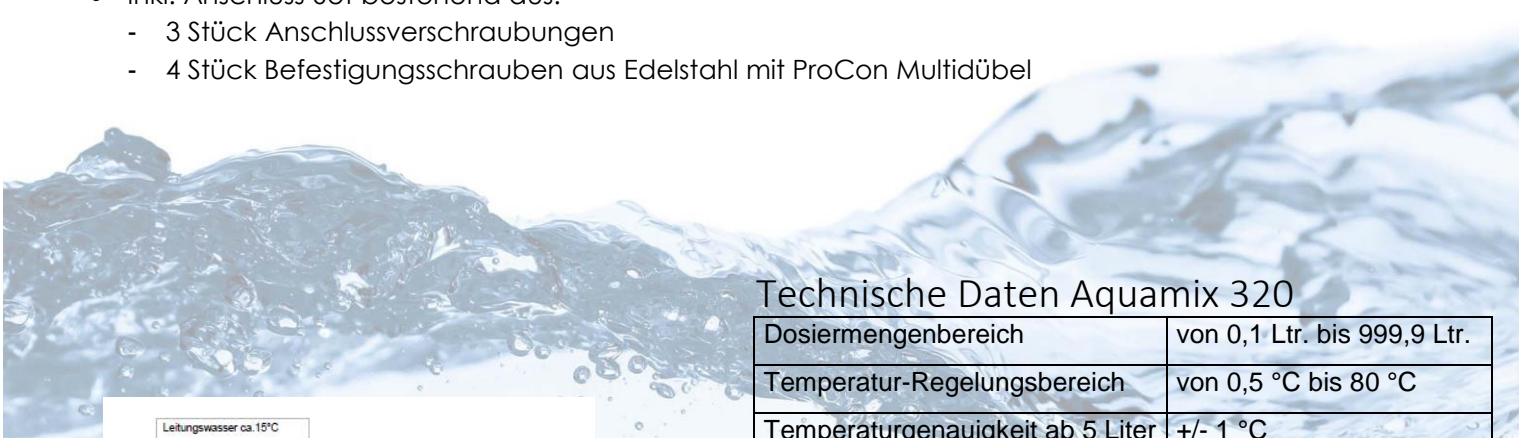 - 3 Stück Anschlussverschraubungen
- 4 Stück Befestigungsschrauben aus Edelstahl mit ProCon Multidübel
Technische Daten Aquamix 320
Dosiermengenbereich von 0,1 Ltr. bis 999,9 Ltr.
Temperatur-Regelungsbereich von 0,5 °C bis 80 °C
Temperaturgenauigkeit ab 5 Liter +/- 1 °C
Leitungswasser ca.15°C